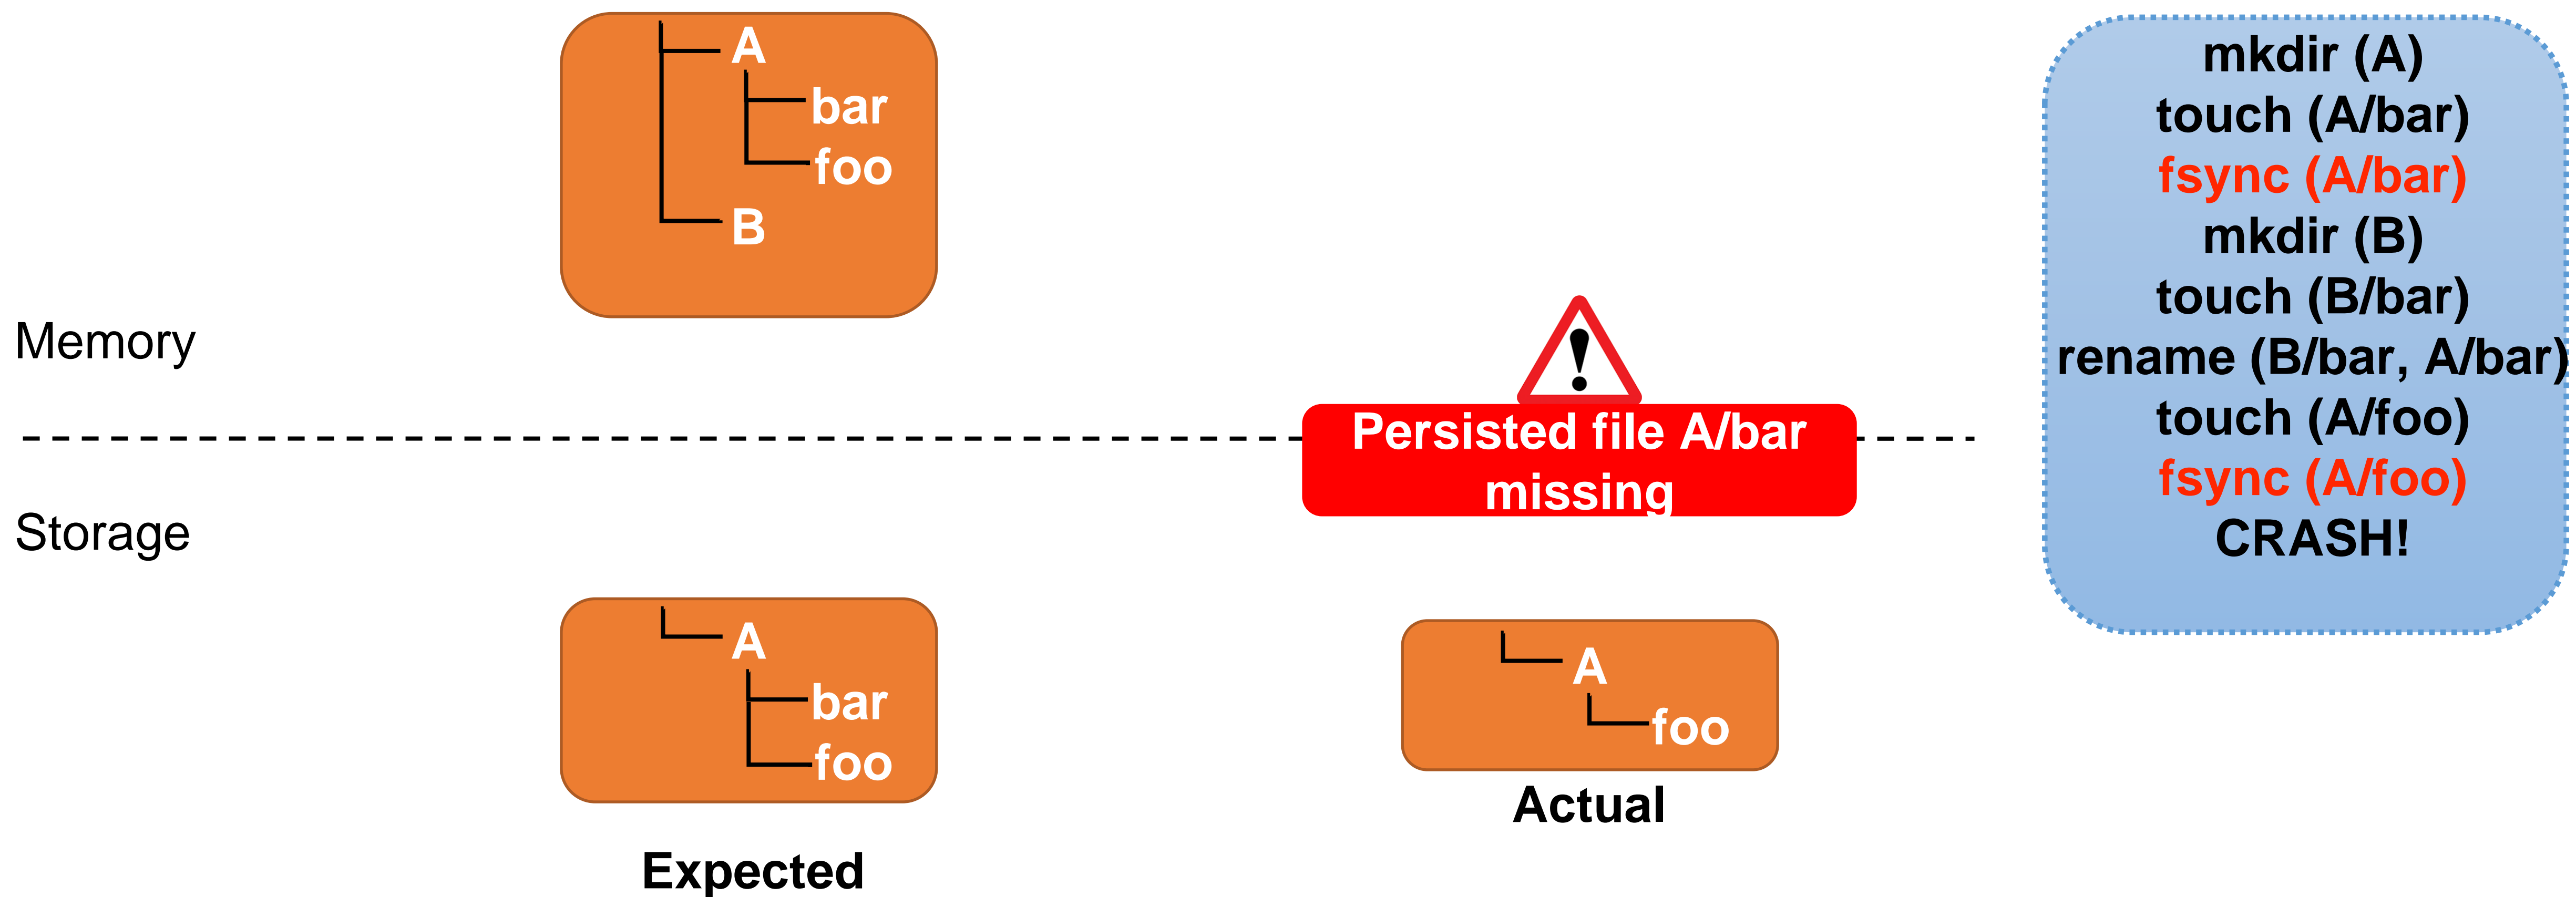 A
bar
foo
B
Memory
Storage
Persisted file A/bar
missing
A
bar
foo
Expected
A
foo
Actual
mkdir (A)
touch (A/bar)
fsync (A/bar)
mkdir (B)
touch (B/bar)
rename (B/bar, A/bar)
touch (A/foo)
fsync (A/foo)
CRASH!